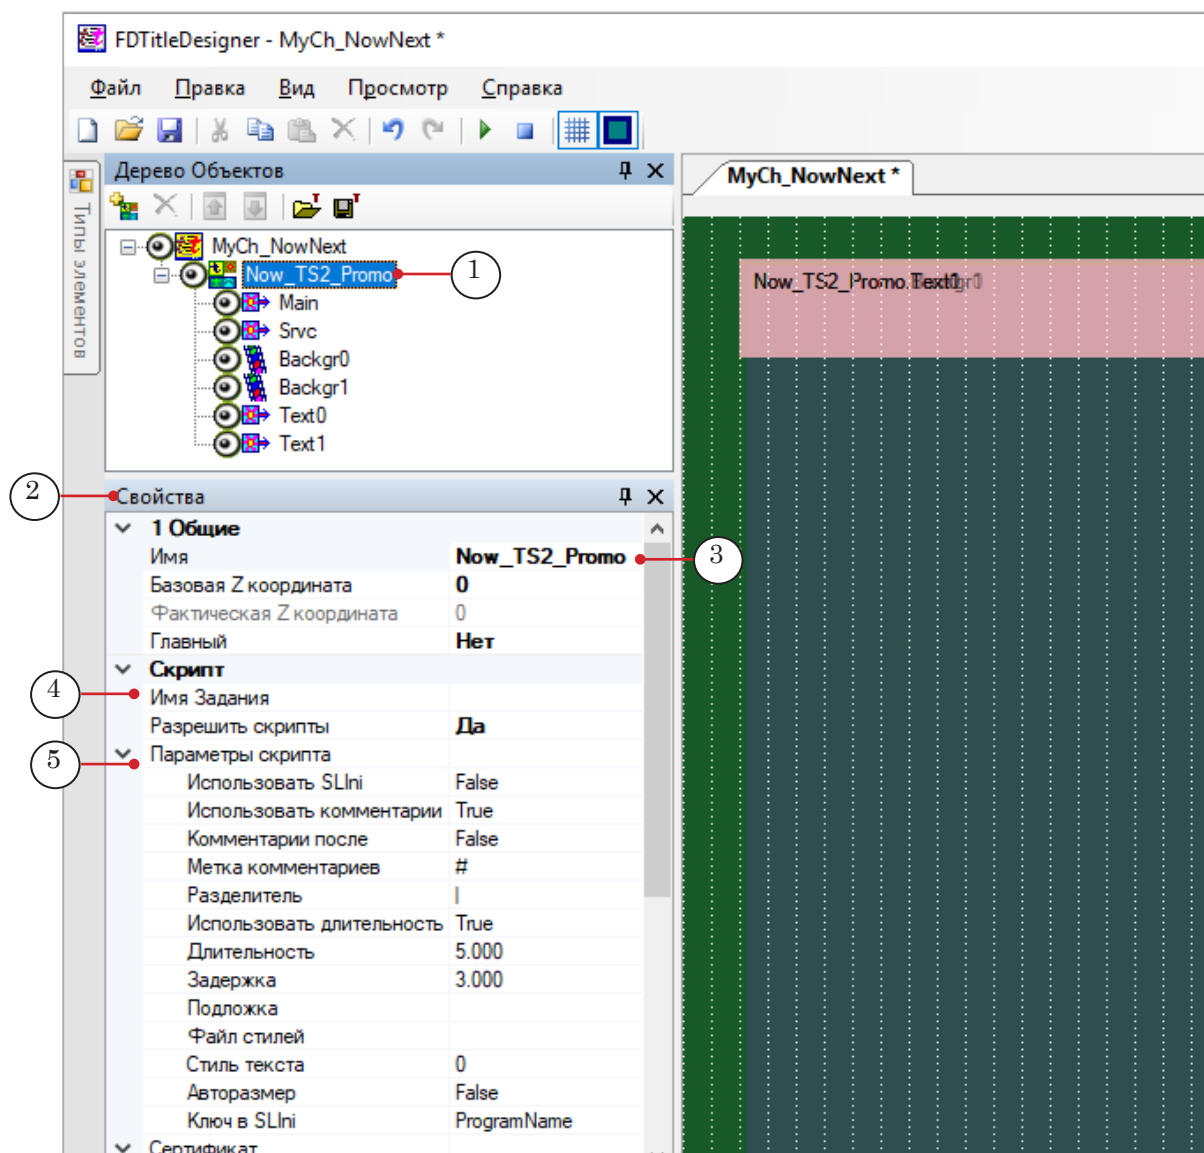 FDTitleDesigner - MyCh_NowNext *
Файл Правка Вид Просмотр Справка
Типы элементов
Дерево Объектов
MyCh_NowNext
Now_TS2_Promo
1
Main
Srvc
Backgr0
Backgr1
Text0
Text1
MyCh_NowNext *
Now_TS2_Promo.
2
Свойства
1 Общие
Имя Now_TS2_Promo
3
Базовая Z координата 0
Фактическая Z координата 0
Главный Нет
Скрипт
4
Имя Задания
Разрешить скрипты Да
5
Параметры скрипта
Использовать SLIni False
Использовать комментарии True
Комментарии после False
Метка комментариев #
Разделитель |
Использовать длительность True
Длительность 5.000
Задержка 3.000
Подложка
Файл стилей
Стиль текста 0
Авторазмер False
Ключ в SLIni ProgramName
Сертификат